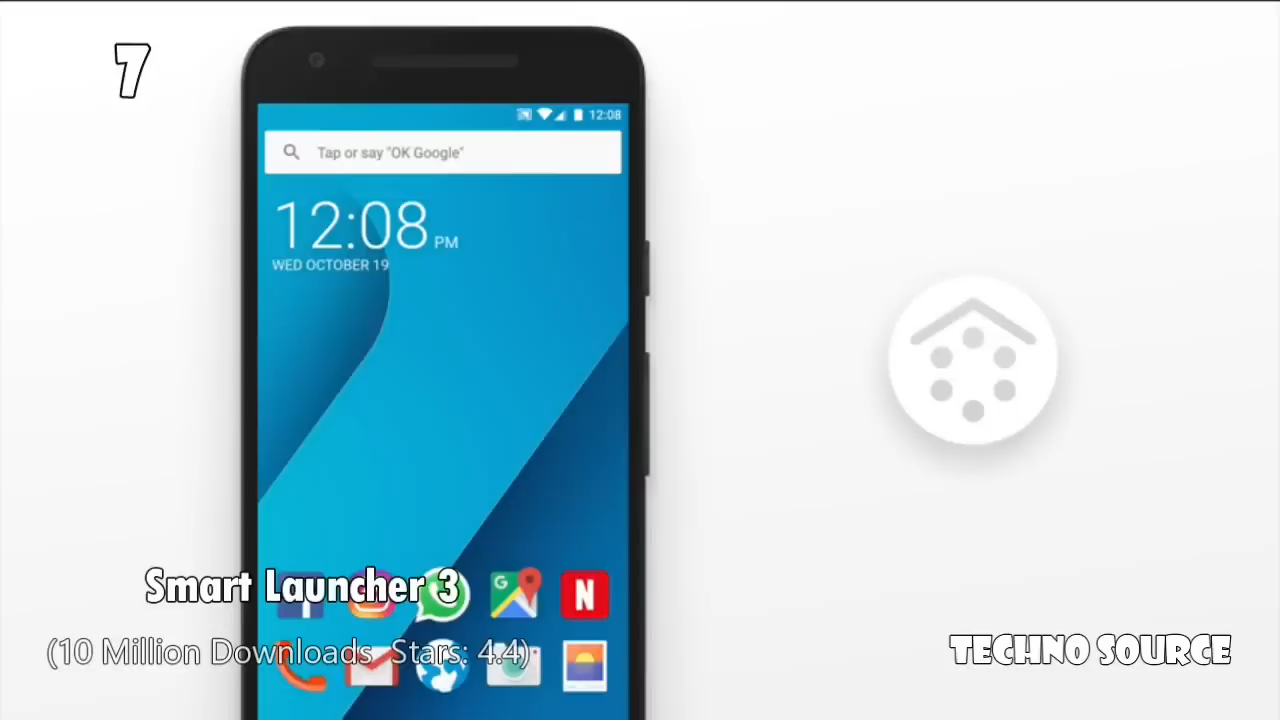 7
12:08
Tap or say "OK Google"
12:08 PM
WED OCTOBER 19
Smart Launcher 3
G
N
(10 Million Downloads Stars: 4.4)
TECHNO SOURCE